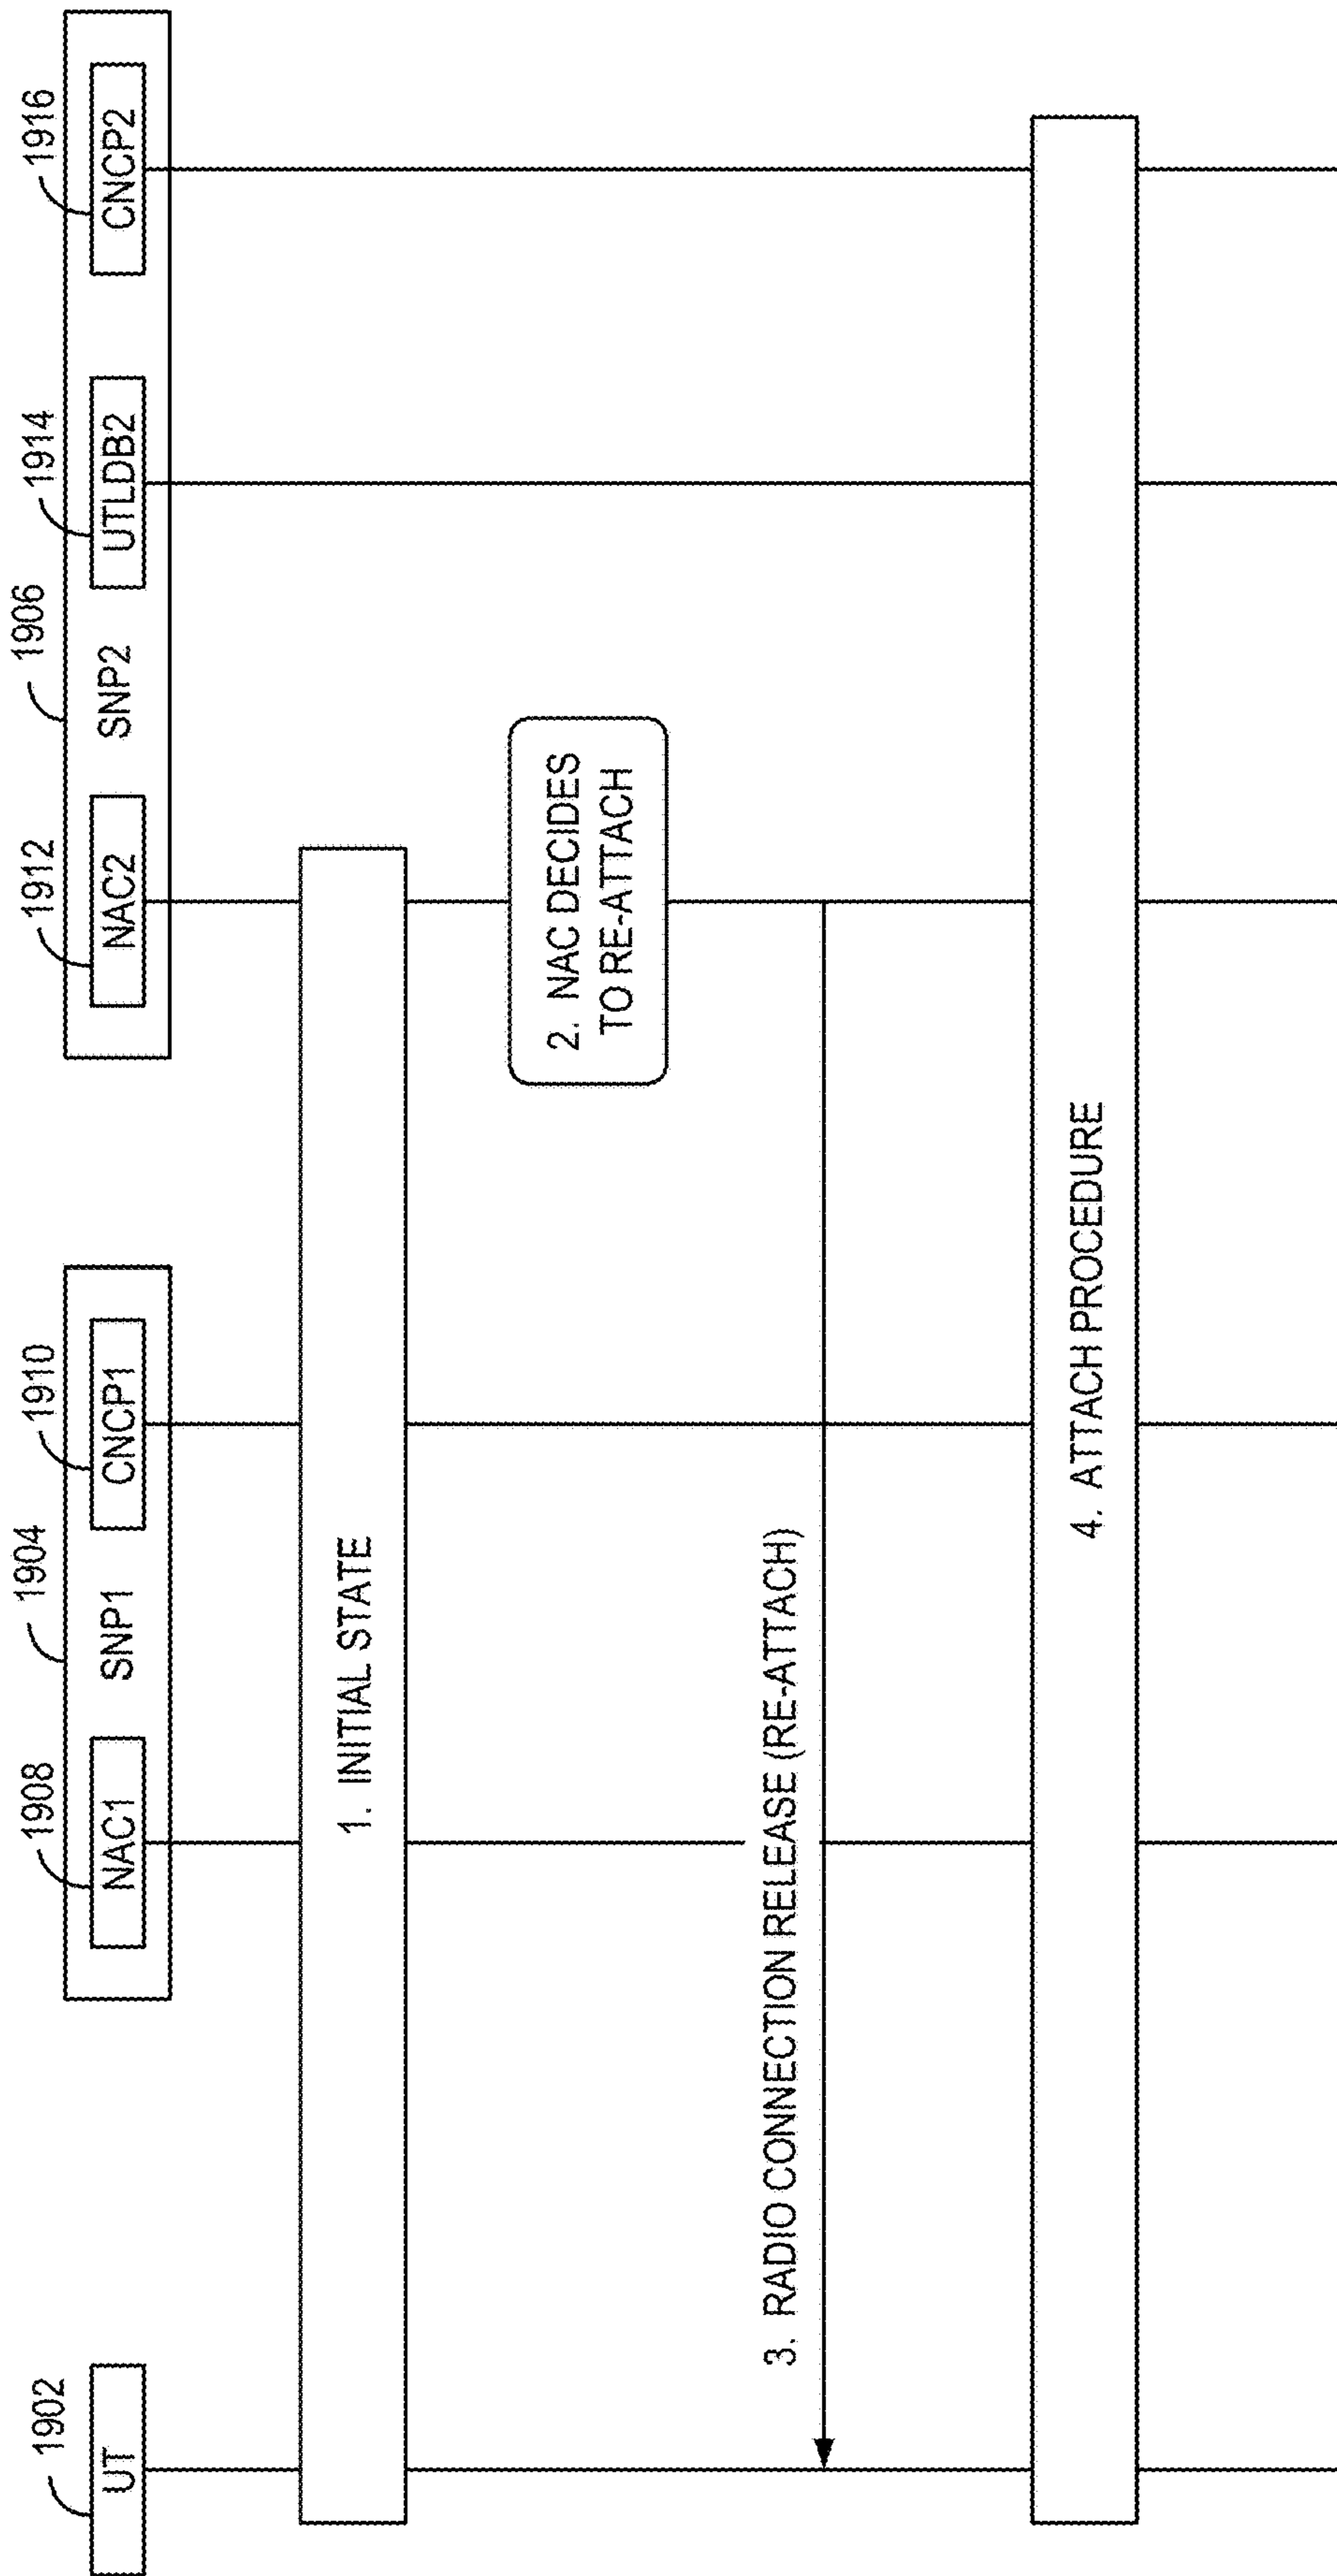 1902
UT
1904
1908
NAC1
SNP1
1910
CNCP1
1906
1912
NAC2
SNP2
1914
UTLDB2
1916
CNCP2
1. INITIAL STATE
2. NAC DECIDES
TO RE-ATTACH
3. RADIO CONNECTION RELEASE (RE-ATTACH)
4. ATTACH PROCEDURE